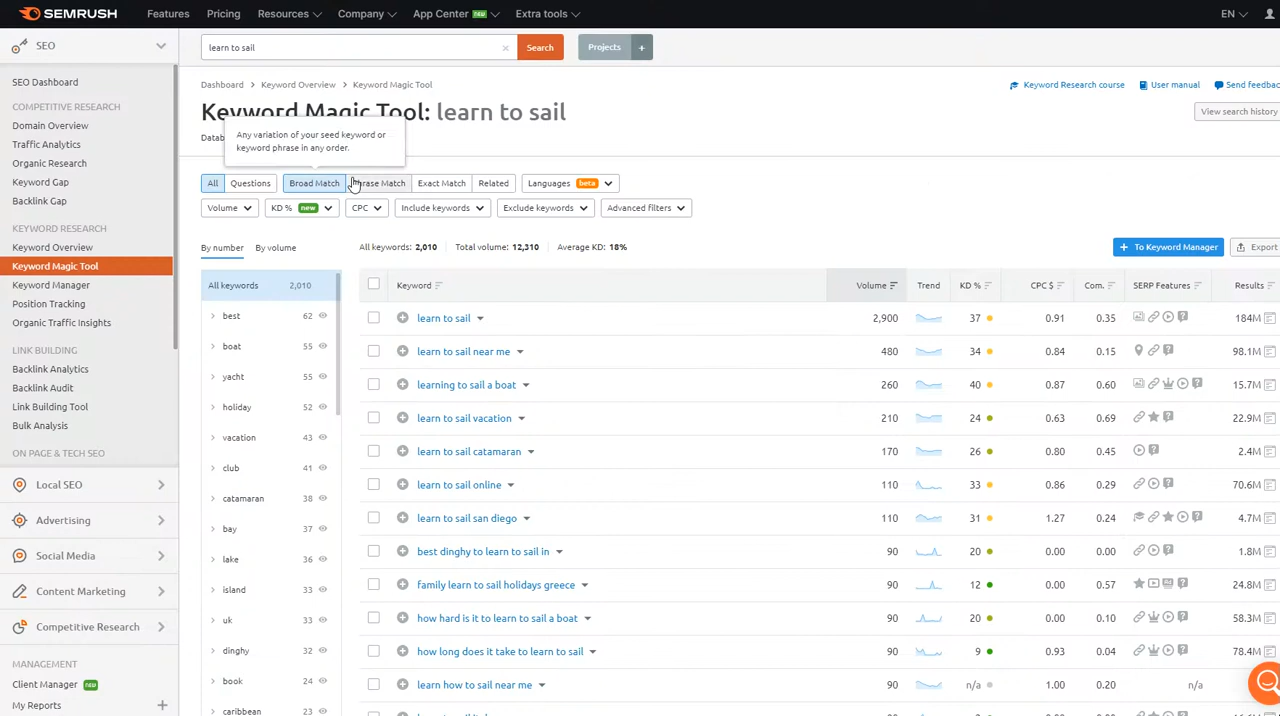 SEMRUSH Features Pricing Resources Company App Center new Extra tools EN
SEO
learn to sail × Search Projects +
SEO Dashboard
COMPETITIVE RESEARCH
Domain Overview
Traffic Analytics
Organic Research
Keyword Gap
Backlink Gap
KEYWORD RESEARCH
Keyword Overview
Keyword Magic Tool
Keyword Manager
Position Tracking
Organic Traffic Insights
LINK BUILDING
Backlink Analytics
Backlink Audit
Link Building Tool
Bulk Analysis
ON PAGE & TECH SEO
Local SEO
Advertising
Social Media
Content Marketing
Competitive Research
MANAGEMENT
Client Manager new
My Reports +
Dashboard > Keyword Overview > Keyword Magic Tool
Keyword Research course User manual Send feedbac
Keyword Magic Tool: learn to sail
View search history
Datab
Any variation of your seed keyword or
keyword phrase in any order.
All Questions Broad Match rase Match Exact Match Related Languages beta
Volume KD % new CPC Include keywords Exclude keywords Advanced filters
By number By volume
All keywords: 2,010 Total volume: 12,310 Average KD: 18%
+ To Keyword Manager Export
All keywords 2,010
best 62
boat 55
yacht 55
holiday 52
vacation 43
club 41
catamaran 38
bay 37
lake 36
island 33
uk 33
dinghy 32
book 24
caribbean 21
Keyword Volume Trend KD % CPC $ Com. SERP Features Results
learn to sail 2,900 37 0.91 0.35 184M
learn to sail near me 480 34 0.84 0.15 98.1M
learning to sail a boat 260 40 0.87 0.60 15.7M
learn to sail vacation 210 24 0.63 0.69 22.9M
learn to sail catamaran 170 26 0.80 0.45 2.4M
learn to sail online 110 33 0.86 0.29 70.6M
learn to sail san diego 110 31 1.27 0.24 4.7M
best dinghy to learn to sail in 90 20 0.00 0.00 1.8M
family learn to sail holidays greece 90 12 0.00 0.57 24.8M
how hard is it to learn to sail a boat 90 20 0.00 0.10 58.3M
how long does it take to learn to sail 90 9 0.93 0.04 78.4M
learn how to sail near me 90 n/a 1.00 0.20 n/a